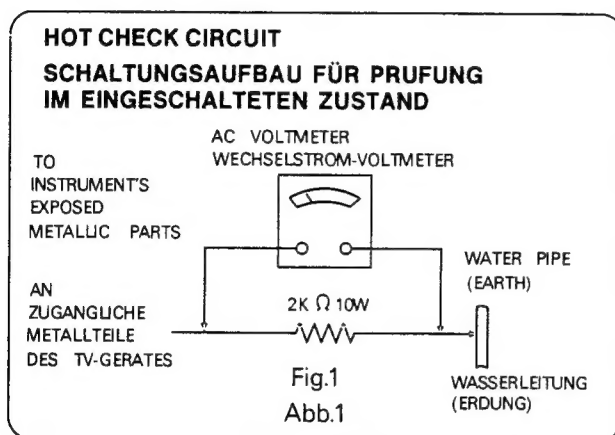 HOT CHECK CIRCUIT
SCHALTUNGSAUFBAU FÜR PRUFUNG
IM EINGESCHALTETEN ZUSTAND
AC VOLTMETER
WECHSELSTROM-VOLTMETER
TO
INSTRUMENT'S
EXPOSED
METALLIC PARTS
WATER PIPE
(EARTH)
AN
ZUGANGLICHE
METALLTEILE
DES TV-GERATES
2K Ω 10W
WASSERLEITUNG
(ERDUNG)
Fig.1
Abb.1